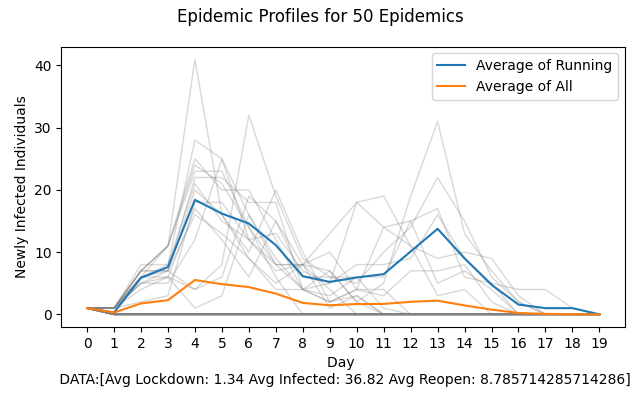 Epidemic Profiles for 50 Epidemics
Newly Infected Individuals
40
30
20
10
0
Average of Running
Average of All
0 1 2 3 4 5 6 7 8 9 10 11 12 13 14 15 16 17 18 19
Day
DATA:[Avg Lockdown: 1.34 Avg Infected: 36.82 Avg Reopen: 8.785714285714286]